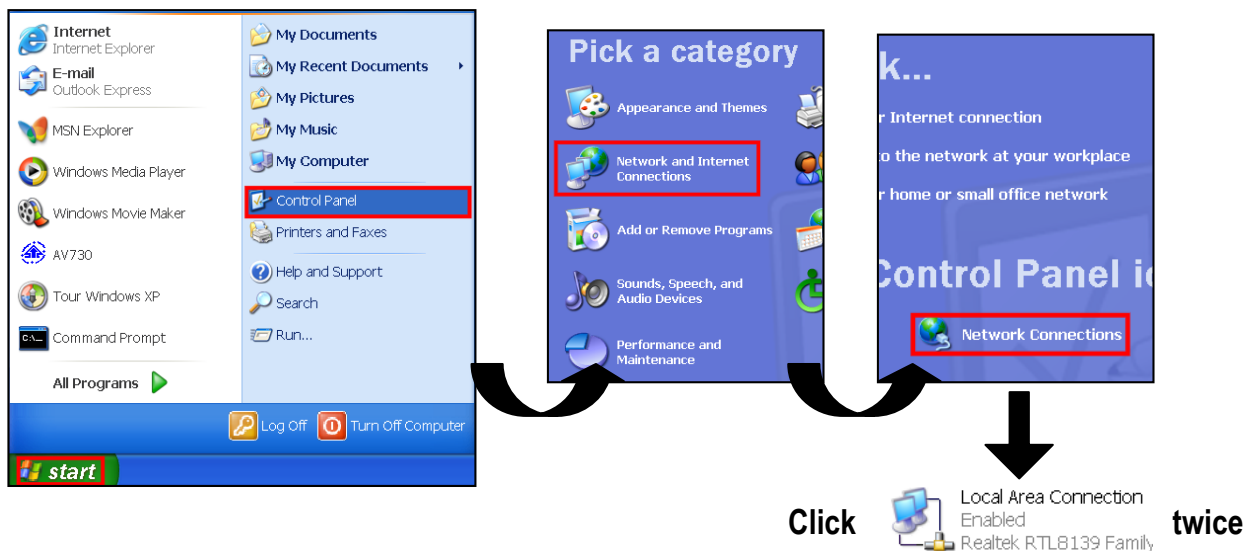 Internet
Internet Explorer
E-mail
Outlook Express
MSN Explorer
Windows Media Player
Windows Movie Maker
AV730
Tour Windows XP
Command Prompt
All Programs
My Documents
My Recent Documents
My Pictures
My Music
My Computer
Control Panel
Printers and Faxes
Help and Support
Search
Run...
Log Off
Turn Off Computer
start
Pick a category
Appearance and Themes
Network and Internet
Connections
Add or Remove Programs
Sounds, Speech, and
Audio Devices
Performance and
Maintenance
k...
r Internet connection
o the network at your workplace
r home or small office network
Control Panel ic
Network Connections
Click
Local Area Connection
Enabled
Realtek RTL8139 Family
twice